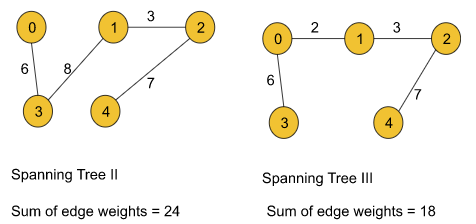 0 1 3 2
6 8 7
3 4
0 2 1 3 2
6 7
3 4
Spanning Tree II
Sum of edge weights = 24
Spanning Tree III
Sum of edge weights = 18